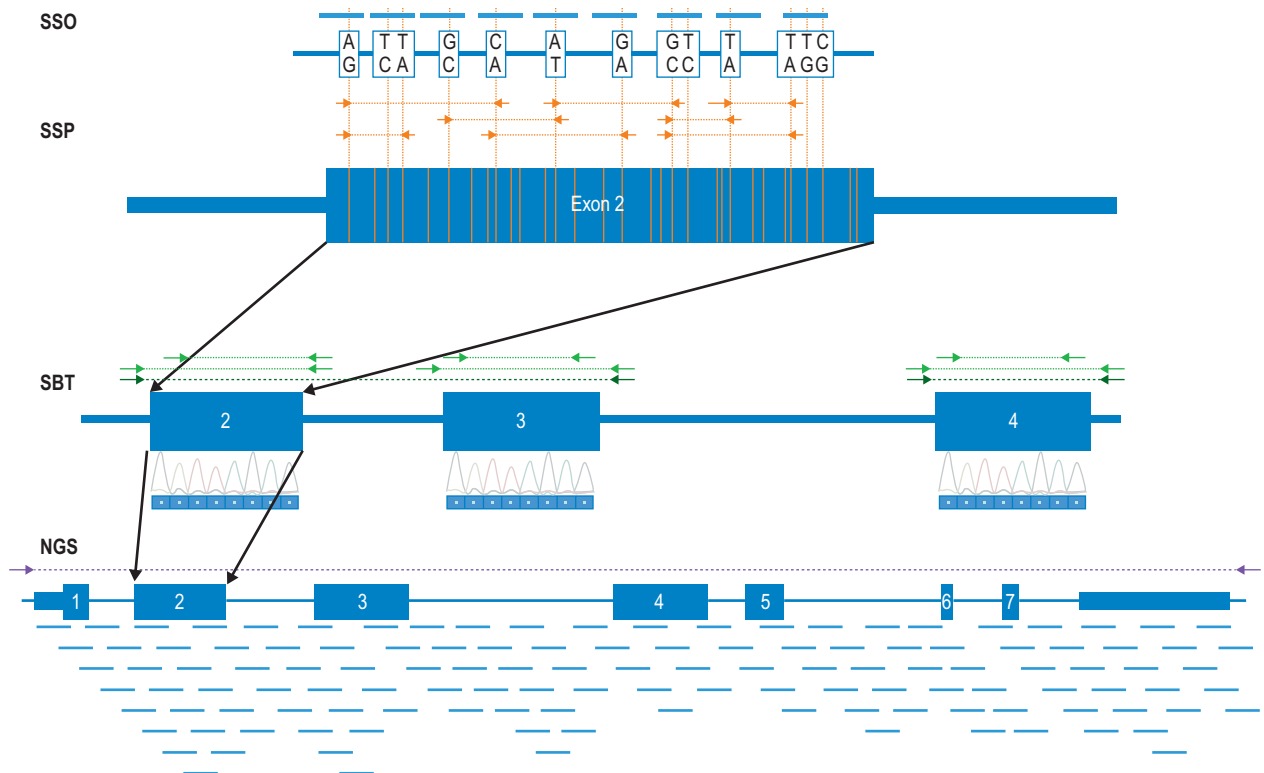 SSO
A T T G C A G G T T T T C
G C A C A T A C C A A G G
SSP
Exon 2
SBT
2 3 4
NGS
1 2 3 4 5 6 7